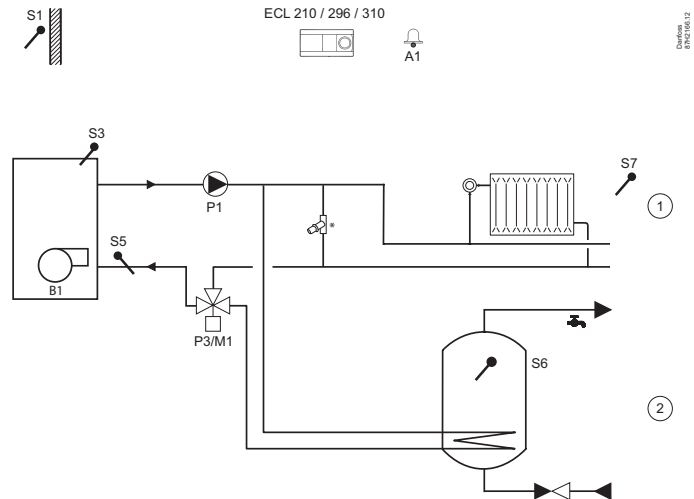 S1
ECL 210 / 296 / 310
A1
Danfoss
87H2166.12
S3
P1
*
S7
1
S5
B1
P3/M1
S6
2